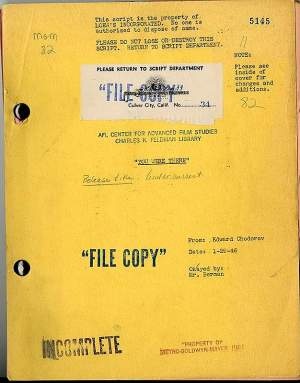 This script is the property of
LOEW'S INCORPORATED. No one is
authorized to dispose of same.
PLEASE DO NOT LOSE OR DESTROY THIS
SCRIPT. RETURN TO SCRIPT DEPARTMENT.
5145
MGM
82
NOTE:
Please see
inside of
cover for
changes and
additions.
82
PLEASE RETURN TO SCRIPT DEPARTMENT
"FILE COPY"
Culver City, Calif. No. 34
AFI, CENTER FOR ADVANCED FILM STUDIES
CHARLES K. FELDMAN LIBRARY
"YOU WERE THERE"
Release title: Undercurrent
From: Edward Chodorov
Date: 1-28-46
Okayed by:
Mr. Berman
"FILE COPY"
INCOMPLETE
"PROPERTY OF
METRO-GOLDWYN-MAYER INC."